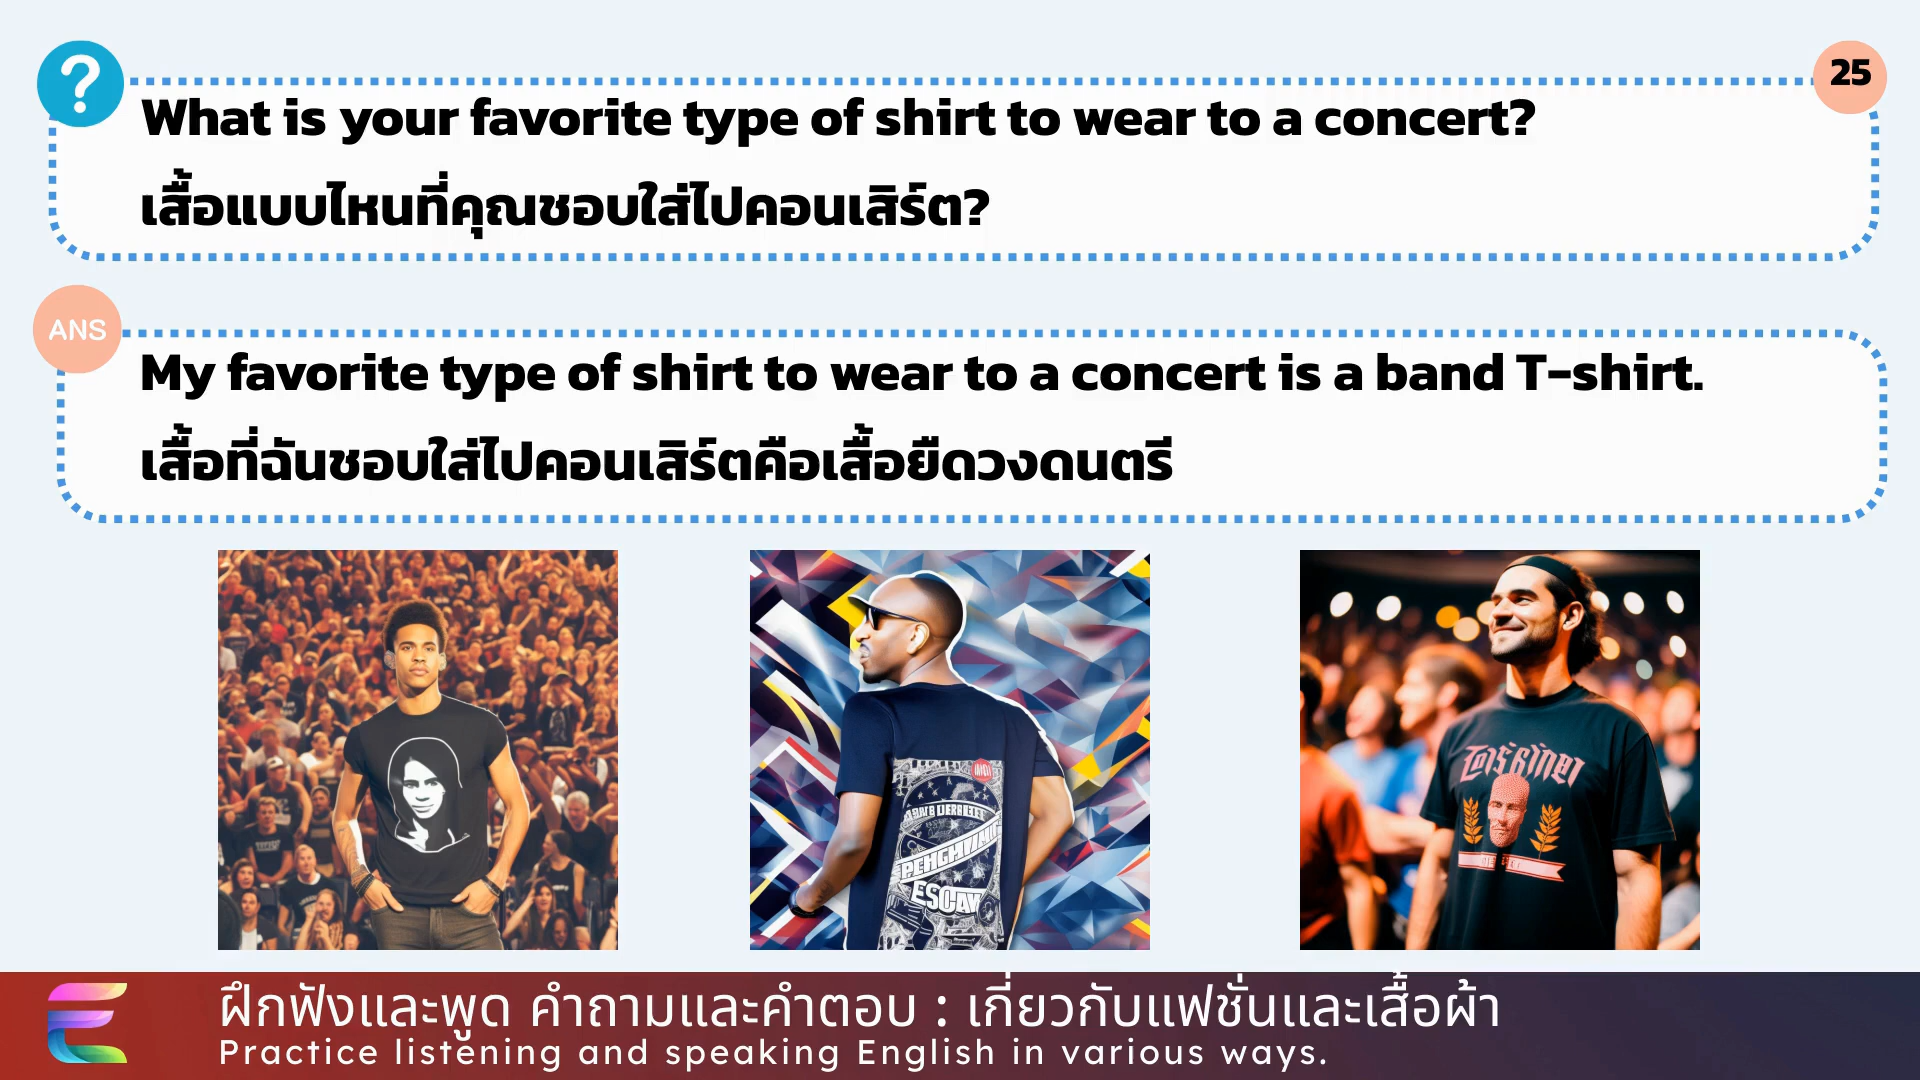 ?
25
What is your favorite type of shirt to wear to a concert?
เสื้อแบบไหนที่คุณชอบใส่ไปคอนเสิร์ต?
ANS
My favorite type of shirt to wear to a concert is a band T-shirt.
เสื้อที่ฉันชอบใส่ไปคอนเสิร์ตคือเสื้อยืดวงดนตรี
ESCAY
ฝึกฟังและพูด คำถามและคำตอบ : เกี่ยวกับแฟชั่นและเสื้อผ้า
Practice listening and speaking English in various ways.